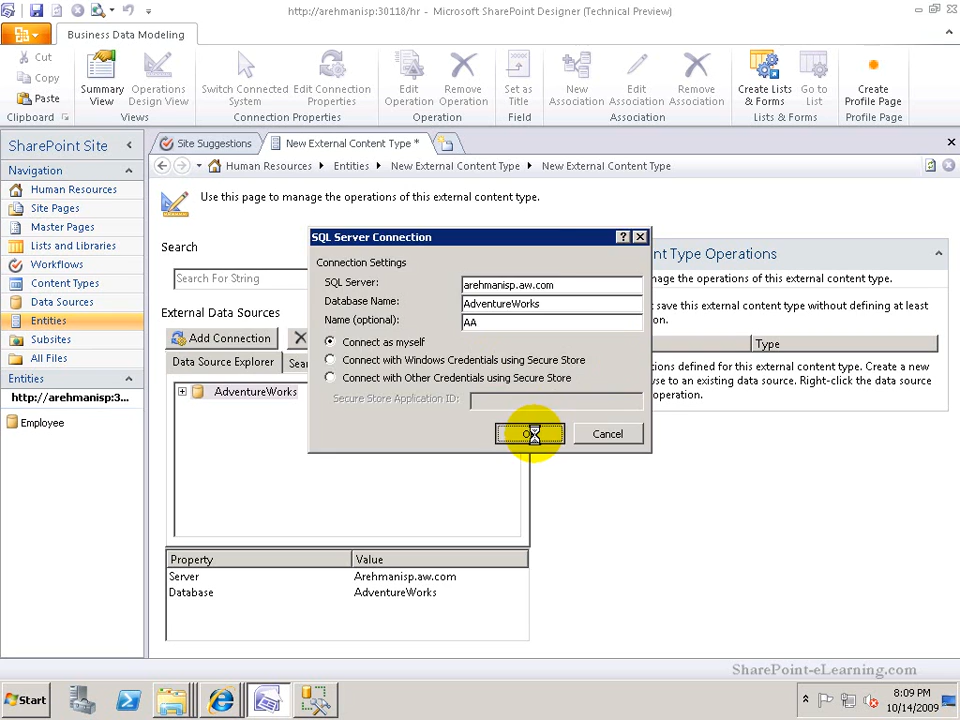 http://arehmanisp:30118/hr - Microsoft SharePoint Designer (Technical Preview)
Business Data Modeling
Cut
Copy
Paste
Clipboard
Summary View
Operations Design View
Views
Switch Connected System
Edit Connection Properties
Connection Properties
Edit Operation
Remove Operation
Operation
Set as Title
Field
New Association
Edit Association
Remove Association
Association
Create Lists & Forms
Go to List
Lists & Forms
Create Profile Page
Profile Page
SharePoint Site
Site Suggestions
New External Content Type *
Navigation
Human Resources
Entities
New External Content Type
New External Content Type
Human Resources
Site Pages
Master Pages
Lists and Libraries
Workflows
Content Types
Data Sources
Entities
Subsites
All Files
Entities
http://arehmanisp:3...
Employee
Use this page to manage the operations of this external content type.
Search
Search For String
External Data Sources
Add Connection
Data Source Explorer
Sea
AdventureWorks
Property
Value
Server
Arehmanisp.aw.com
Database
AdventureWorks
SQL Server Connection
Connection Settings
SQL Server:
arehmanisp.aw.com
Database Name:
AdventureWorks
Name (optional):
AA
Connect as myself
Connect with Windows Credentials using Secure Store
Connect with Other Credentials using Secure Store
Secure Store Application ID:
Cancel
nt Type Operations
nage the operations of this external content type.
t save this external content type without defining at least
n.
Type
tions defined for this external content type. Create a new
wse to an existing data source. Right-click the data source
operation.
SharePoint-eLearning.com
Start
8:09 PM
10/14/2009